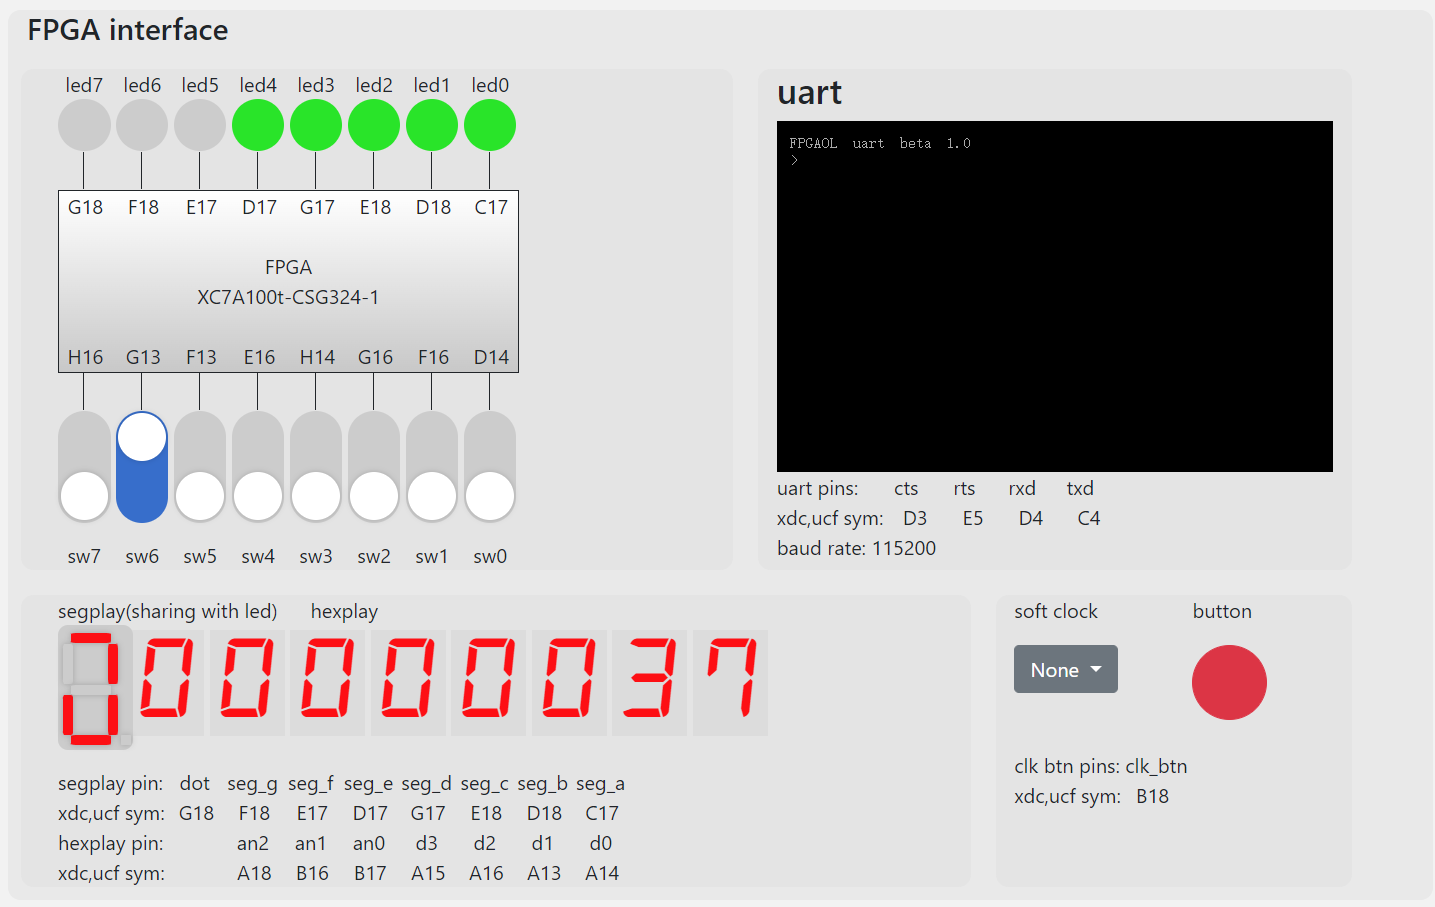 FPGA interface
led7 led6 led5 led4 led3 led2 led1 led0
G18 F18 E17 D17 G17 E18 D18 C17
FPGA
XC7A100t-CSG324-1
H16 G13 F13 E16 H14 G16 F16 D14
sw7 sw6 sw5 sw4 sw3 sw2 sw1 sw0
uart
FPGAOL uart beta 1.0
>
uart pins: cts rts rxd txd
xdc,ucf sym: D3 E5 D4 C4
baud rate: 115200
segplay(sharing with led) hexplay
00000037
segplay pin: dot seg_g seg_f seg_e seg_d seg_c seg_b seg_a
xdc,ucf sym: G18 F18 E17 D17 G17 E18 D18 C17
hexplay pin: an2 an1 an0 d3 d2 d1 d0
xdc,ucf sym: A18 B16 B17 A15 A16 A13 A14
soft clock button
None
clk btn pins: clk_btn
xdc,ucf sym: B18